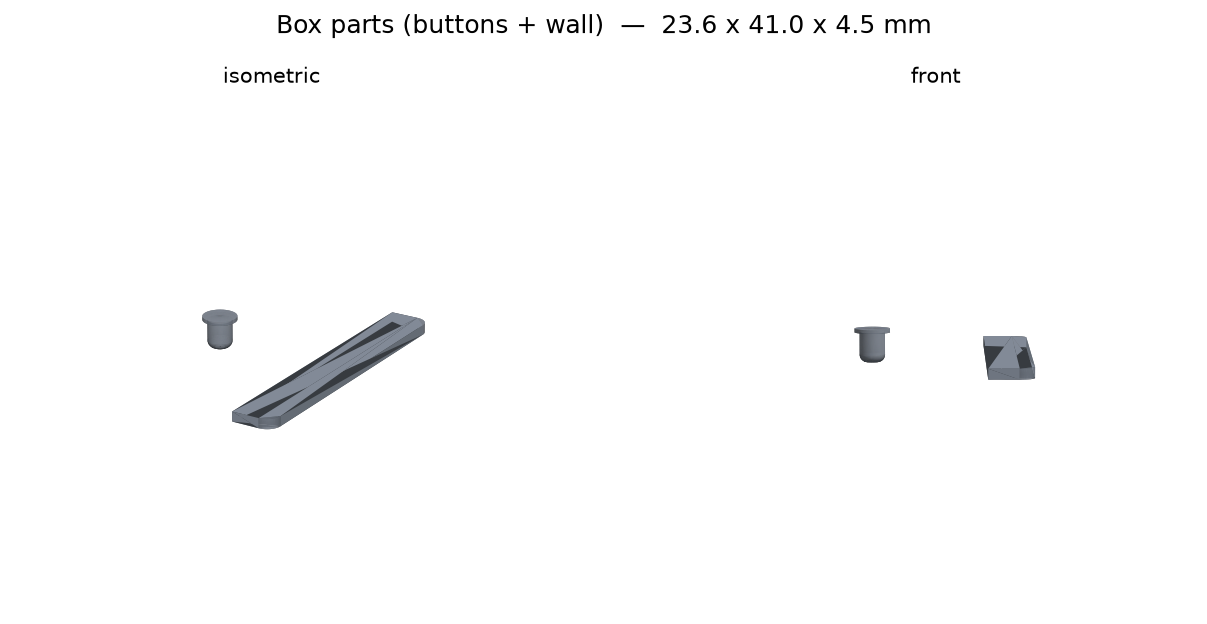 Box parts (buttons + wall)  —  23.6 x 41.0 x 4.5 mm
isometric
front